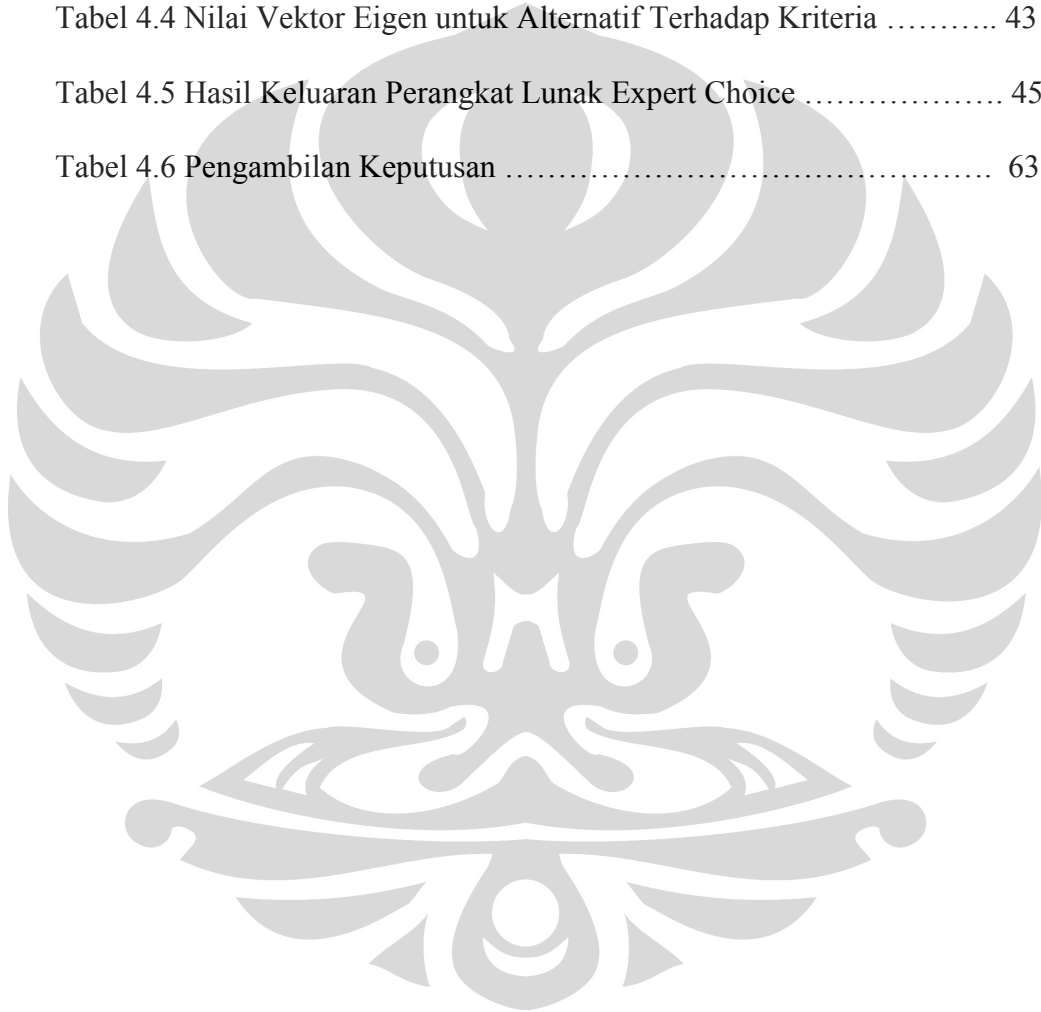 Tabel 4.4 Nilai Vektor Eigen untuk Alternatif Terhadap Kriteria ……….. 43
Tabel 4.5 Hasil Keluaran Perangkat Lunak Expert Choice ………………. 45
Tabel 4.6 Pengambilan Keputusan ………………………………………. 63